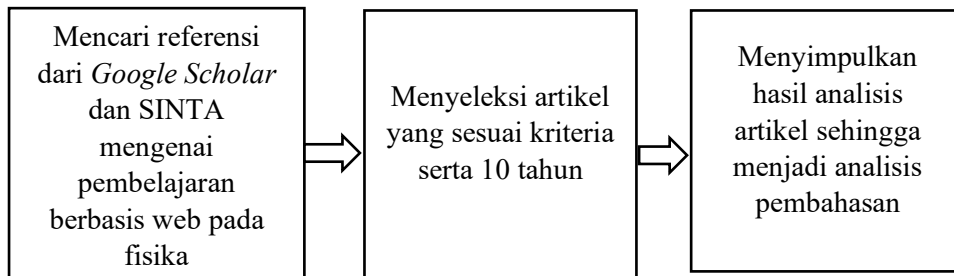 Mencari referensi
dari Google Scholar
dan SINTA
mengenai
pembelajaran
berbasis web pada
fisika
Menyeleksi artikel
yang sesuai kriteria
serta 10 tahun
Menyimpulkan
hasil analisis
artikel sehingga
menjadi analisis
pembahasan